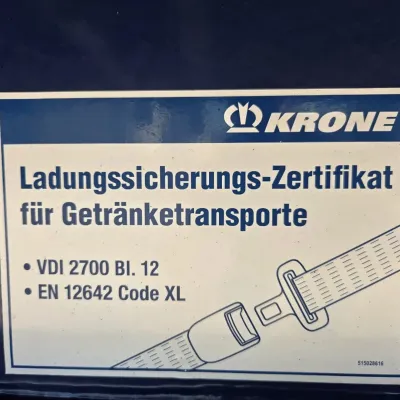 KRONE
Ladungssicherungs-Zertifikat
für Getränketransporte
• VDI 2700 Bl. 12
• EN 12642 Code XL
515028616